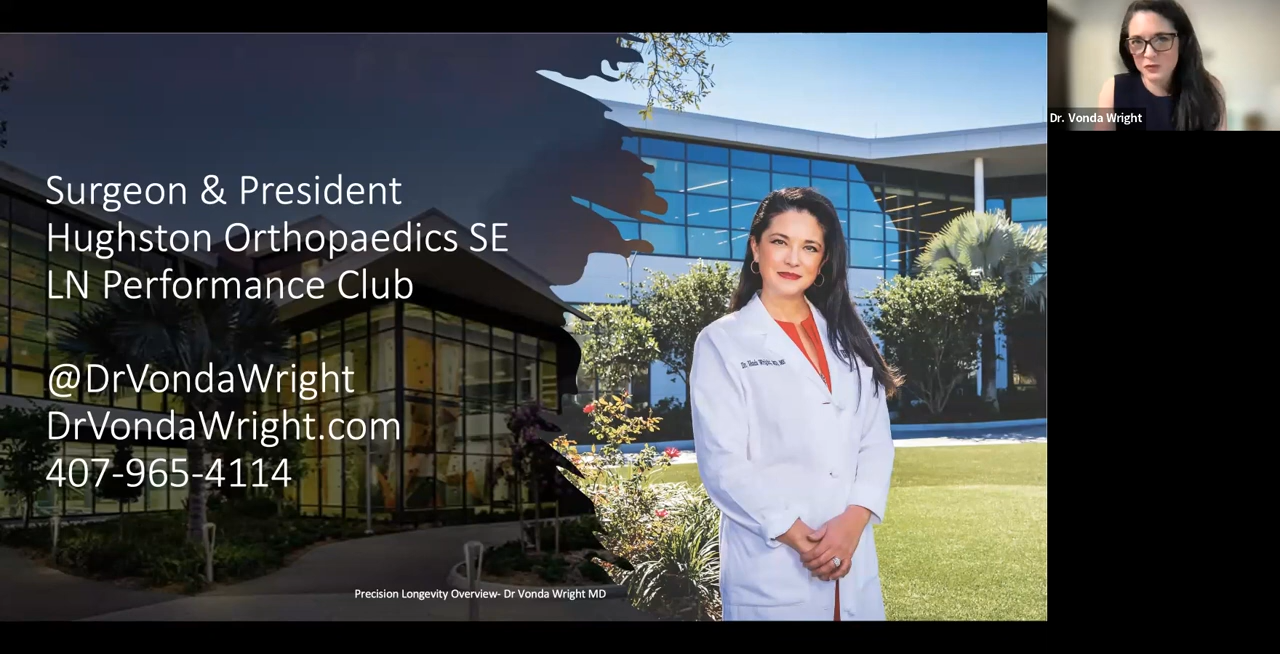 Surgeon & President
Hughston Orthopaedics SE
LN Performance Club
@DrVondaWright
DrVondaWright.com
407-965-4114
Precision Longevity Overview- Dr Vonda Wright MD
Dr. Vonda Wright